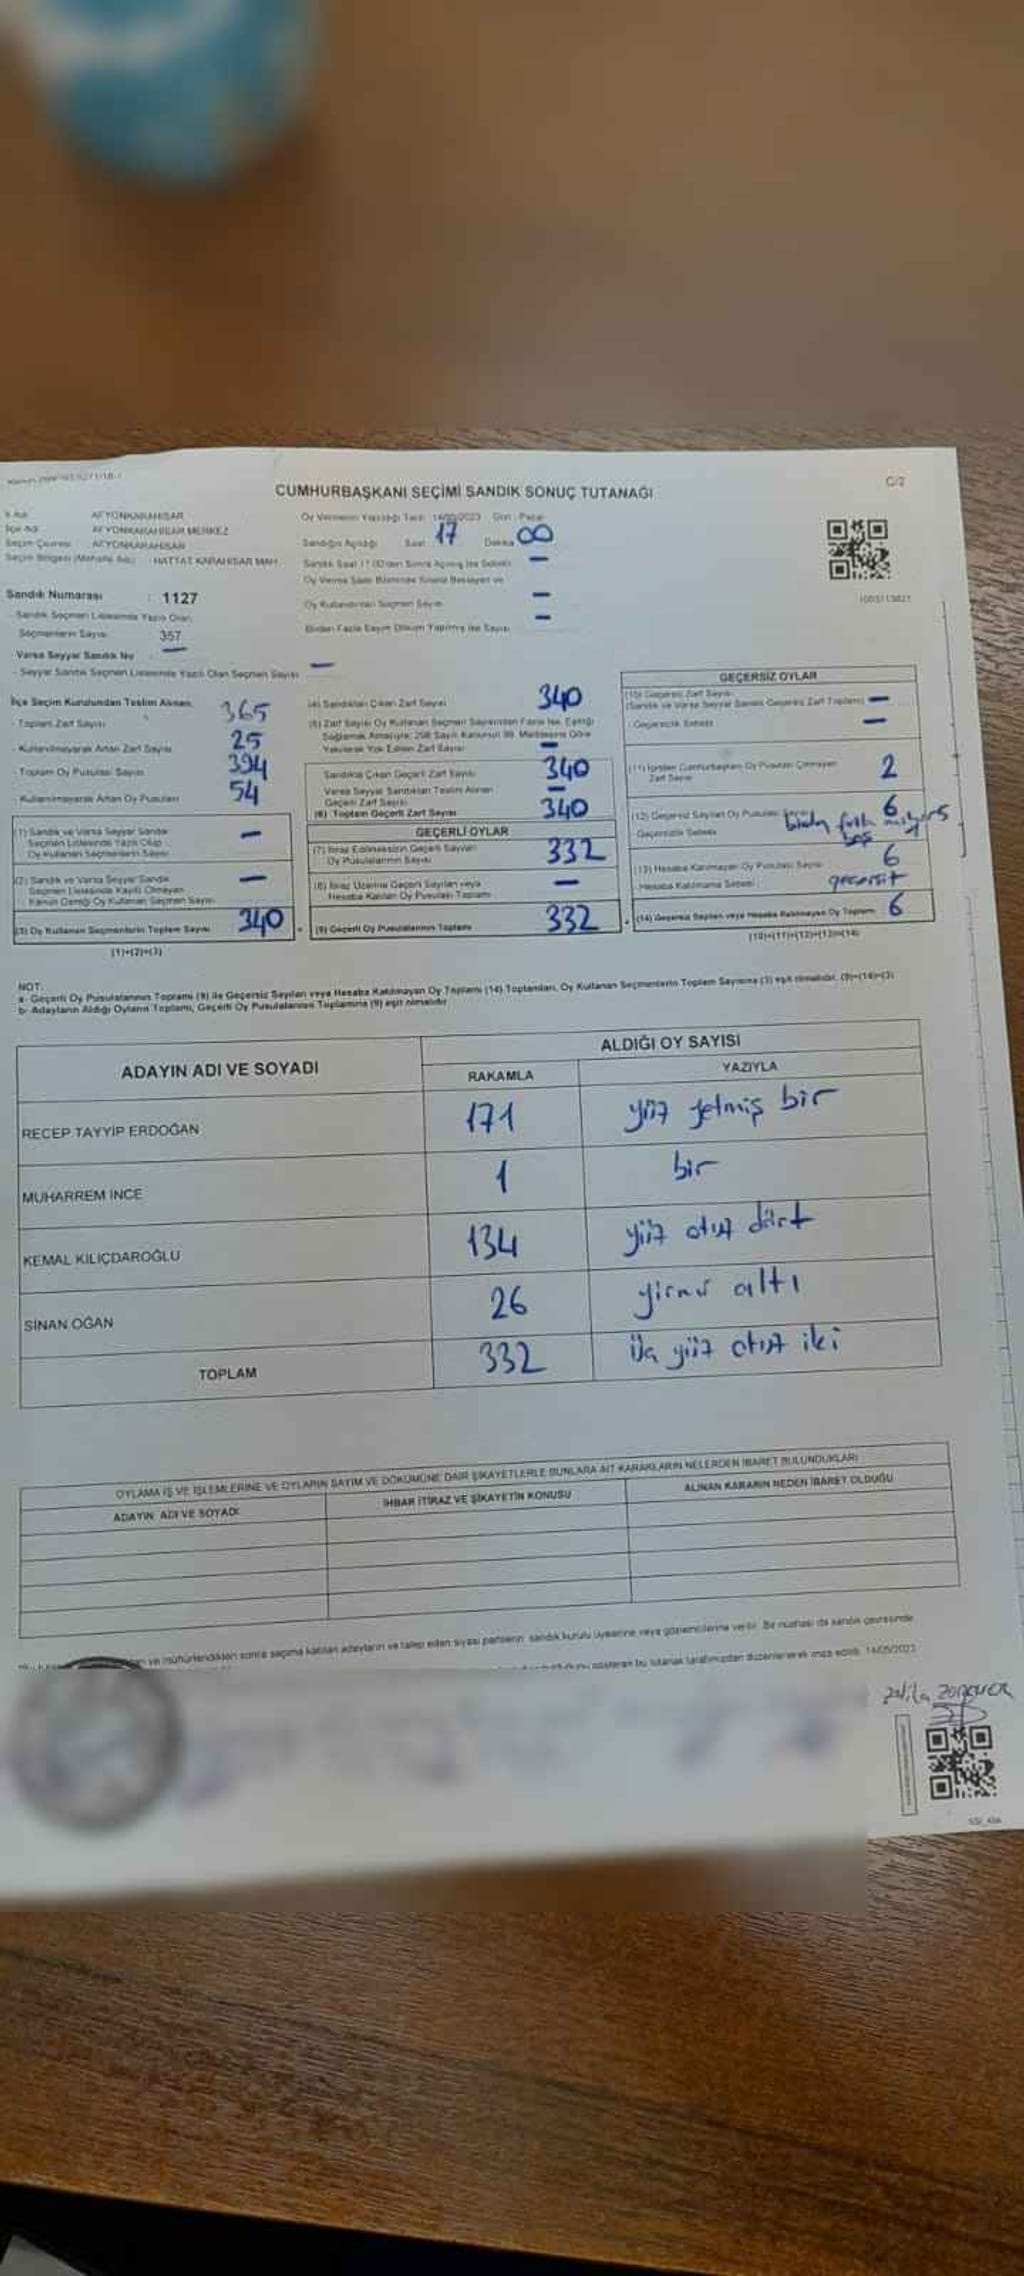 C/2
CUMHURBAŞKANI SEÇİMİ SANDIK SONUÇ TUTANAĞI
İl Adı AFYONKARAHİSAR
İlçe Adı AFYONKARAHİSAR MERKEZ
Seçim Çevresi AFYONKARAHİSAR
Seçim Bölgesi (Mahalle Adı) : HATTAT KARAHİSAR MAH.
Oy Vermenin Yapıldığı Tarih : 14/05/2023 Gün : Pazar
Sandığın Açıldığı Saat 17 Dakika 00
Sandık Saat 17:00'den Sonra Açılmış İse Sebebi : —
Oy Kullandırılan Seçmen Sayısı —
Birden Fazla Sayım Döküm Yapılmış İse Sayısı —
Sandık Numarası : 1127
- Sandık Seçmen Listesinde Yazılı Olan
Seçmenlerin Sayısı : 357
Varsa Seyyar Sandık No : —
- Seyyar Sandık Seçmen Listesinde Yazılı Olan Seçmen Sayısı —
İlçe Seçim Kurulundan Teslim Alınan
- Toplam Zarf Sayısı 365
- Kullanılmayarak Artan Zarf Sayısı 25
- Toplam Oy Pusulası Sayısı 394
- Kullanılmayarak Artan Oy Pusulası 54
(1) Sandık ve Varsa Seyyar Sandık
Seçmen Listesinde Yazılı Olup
Oy Kullanan Seçmenlerin Sayısı —
(2) Sandık ve Varsa Seyyar Sandık
Seçmen Listesinde Kayıtlı Olmayan
Kanun Gereği Oy Kullanan Seçmen Sayısı —
(3) Oy Kullanan Seçmenlerin Toplam Sayısı 340
(1)+(2)=(3)
(4) Sandıktan Çıkan Zarf Sayısı 340
(5) Zarf Sayısı Oy Kullanan Seçmen Sayısından Fazla İse, Eşitliği
Sağlamak Amacıyla; 298 Sayılı Kanunun 98. Maddesine Göre
Yakılarak Yok Edilen Zarf Sayısı —
Sandıkta Çıkan Geçerli Zarf Sayısı 340
Varsa Seyyar Sandıktan Teslim Alınan
Geçerli Zarf Sayısı —
(6) Toplam Geçerli Zarf Sayısı 340
GEÇERLİ OYLAR
(7) İtiraz Edilmeksizin Geçerli Sayılan
Oy Pusulalarının Sayısı 332
(8) İtiraz Üzerine Geçerli Sayılan veya
Hesaba Katılan Oy Pusulası Toplamı —
(9) Geçerli Oy Pusulalarının Toplamı 332
GEÇERSİZ OYLAR
(10) Geçersiz Zarf Sayısı
(Sandık ve Varsa Seyyar Sandık Geçersiz Zarf Toplamı) —
- Geçersizlik Sebebi —
(11) İçinden Cumhurbaşkanı Oy Pusulası Çıkmayan
Zarf Sayısı 2
(12) Geçersiz Sayılan Oy Pusulası Sayısı 6
- Geçersizlik Sebebi
(13) Hesaba Katılmayan Oy Pusulası Sayısı 6
- Hesaba Katılmama Sebebi geçersiz
(14) Geçersiz Sayılan veya Hesaba Katılmayan Oy Toplamı 6
(10)+(11)+(12)+(13)=(14)
NOT:
a- Geçerli Oy Pusulalarının Toplamı (9) ile Geçersiz Sayılan veya Hesaba Katılmayan Oy Toplamı (14) Toplamları, Oy Kullanan Seçmenlerin Toplam Sayısına (3) eşit olmalıdır. (9)+(14)=(3)
b- Adayların Aldığı Oyların Toplamı, Geçerli Oy Pusulalarının Toplamına (9) eşit olmalıdır.
ADAYIN ADI VE SOYADI
ALDIĞI OY SAYISI
RAKAMLA YAZIYLA
RECEP TAYYİP ERDOĞAN 171 yüz yetmiş bir
MUHARREM İNCE 1 bir
KEMAL KILIÇDAROĞLU 134 yüz otuz dört
SİNAN OĞAN 26 yirmi altı
TOPLAM 332 Üç yüz otuz iki
OYLAMA İŞ VE İŞLEMLERİNE VE OYLARIN SAYIM VE DÖKÜMÜNE DAİR ŞİKAYETLERLE BUNLARA AİT KARARLARIN NELERDEN İBARET BULUNDUKLARI
ADAYIN ADI VE SOYADI İHBAR İTİRAZ VE ŞİKAYETİN KONUSU ALINAN KARARIN NEDEN İBARET OLDUĞU
ve mühürlendikten sonra seçime katılan adayların ve talep eden siyasi partilerin sandık kurulu üyelerine veya gözlemcilerine verilir. Bir nüshası da sandık çevresinde
gösteren bu tutanak tarafımızdan düzenlenerek imza edildi. 14/05/2023